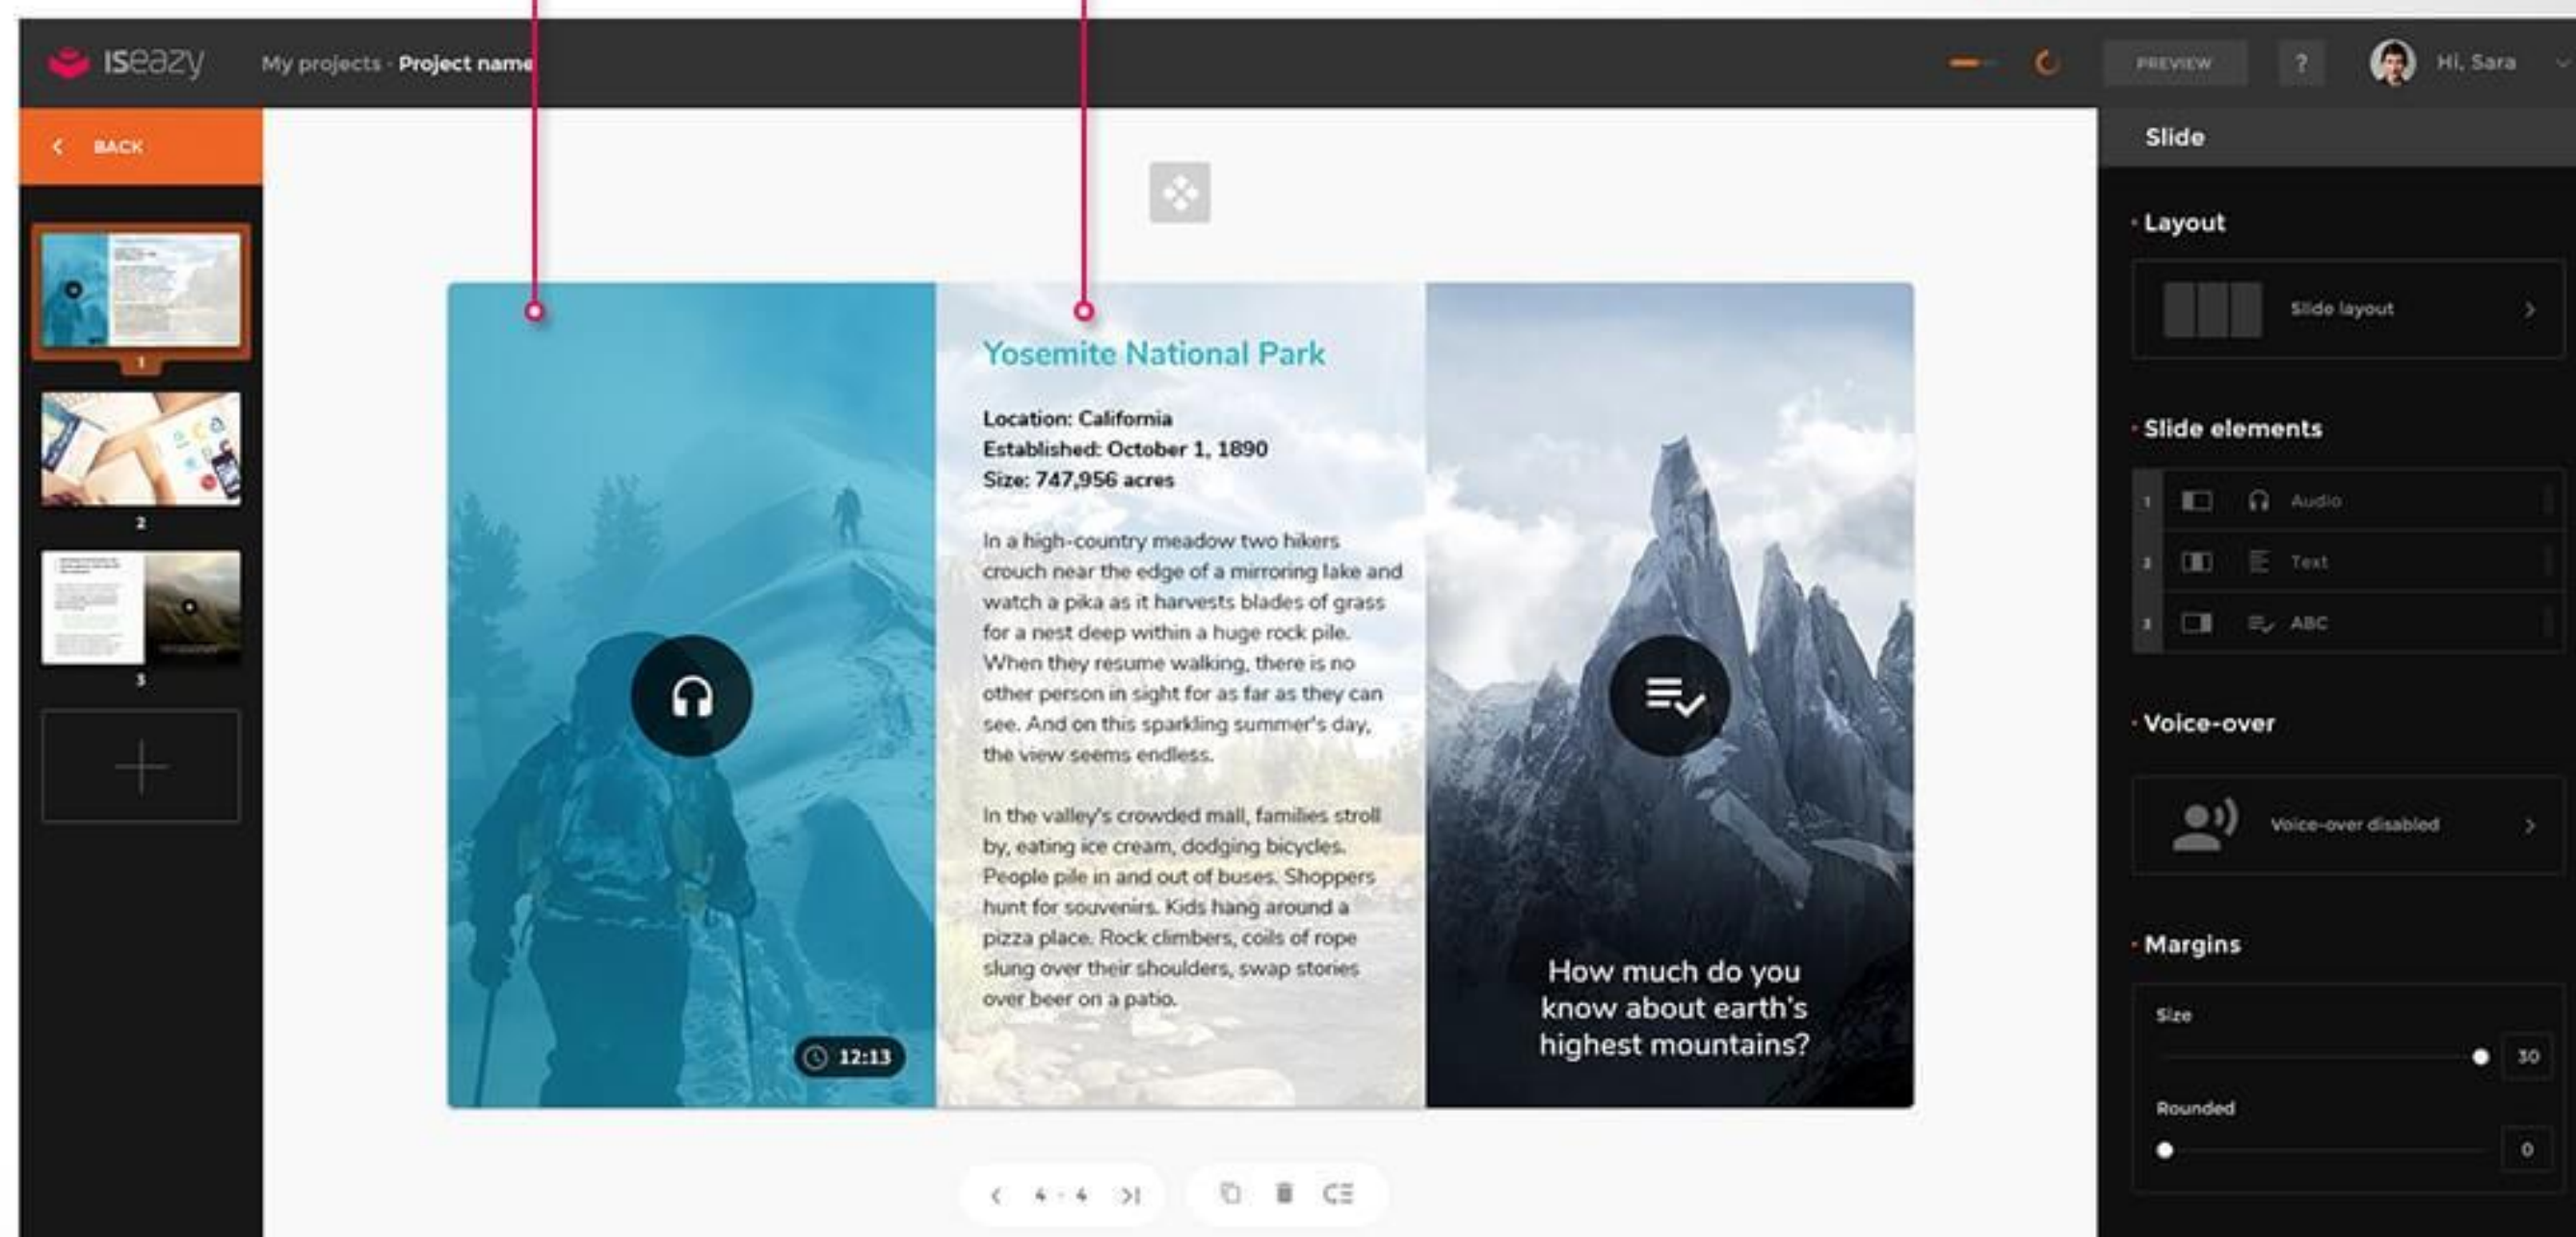 ISeazy
My projects · Project name
PREVIEW
?
Hi, Sara
BACK
1
2
3
Yosemite National Park
Location: California
Established: October 1, 1890
Size: 747,956 acres
In a high-country meadow two hikers
crouch near the edge of a mirroring lake and
watch a pika as it harvests blades of grass
for a nest deep within a huge rock pile.
When they resume walking, there is no
other person in sight for as far as they can
see. And on this sparkling summer's day,
the view seems endless.
In the valley's crowded mall, families stroll
by, eating ice cream, dodging bicycles.
People pile in and out of buses. Shoppers
hunt for souvenirs. Kids hang around a
pizza place. Rock climbers, coils of rope
slung over their shoulders, swap stories
over beer on a patio.
12:13
How much do you
know about earth's
highest mountains?
4 - 4
Slide
Layout
Slide layout
Slide elements
1 Audio
2 Text
3 ABC
Voice-over
Voice-over disabled
Margins
Size
30
Rounded
0